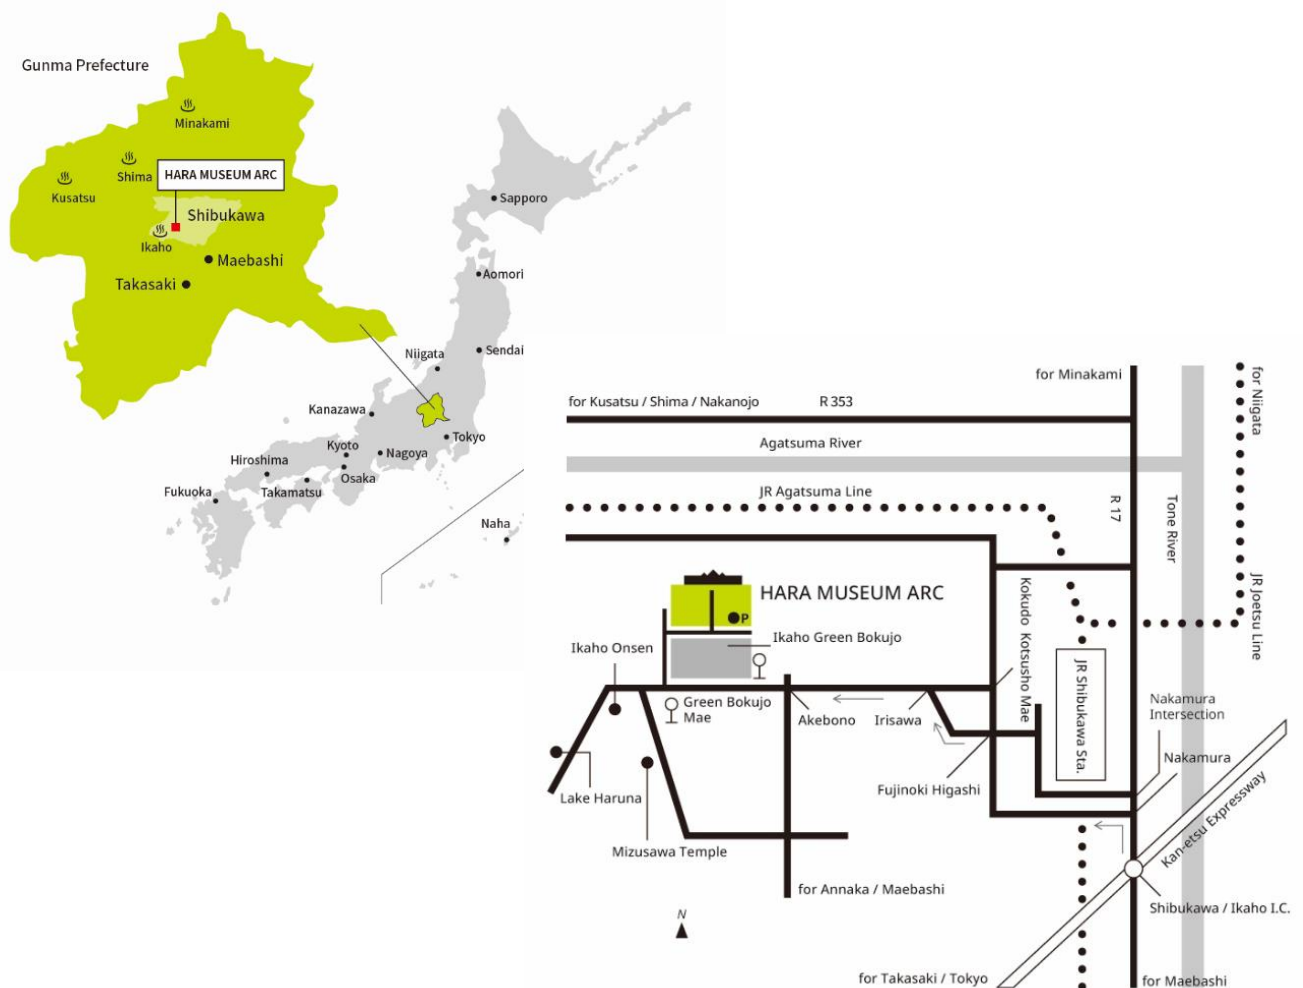 Gunma Prefecture
Minakami
Shima
HARA MUSEUM ARC
Kusatsu
Shibukawa
Ikaho
Maebashi
Takasaki
Sapporo
Aomori
Sendai
Niigata
Kanazawa
Tokyo
Kyoto
Nagoya
Hiroshima
Osaka
Takamatsu
Fukuoka
Naha
for Minakami
for Niigata
for Kusatsu / Shima / Nakanojo
R 353
Agatsuma River
JR Agatsuma Line
R 17
Tone River
JR Joetsu Line
HARA MUSEUM ARC
P
Kokudo Kotsusho Mae
Ikaho Green Bokujo
Ikaho Onsen
JR Shibukawa Sta.
Green Bokujo
Mae
Akebono
Irisawa
Nakamura
Intersection
Nakamura
Fujinoki Higashi
Lake Haruna
Kan-etsu Expressway
Mizusawa Temple
for Annaka / Maebashi
Shibukawa / Ikaho I.C.
N
for Takasaki / Tokyo
for Maebashi